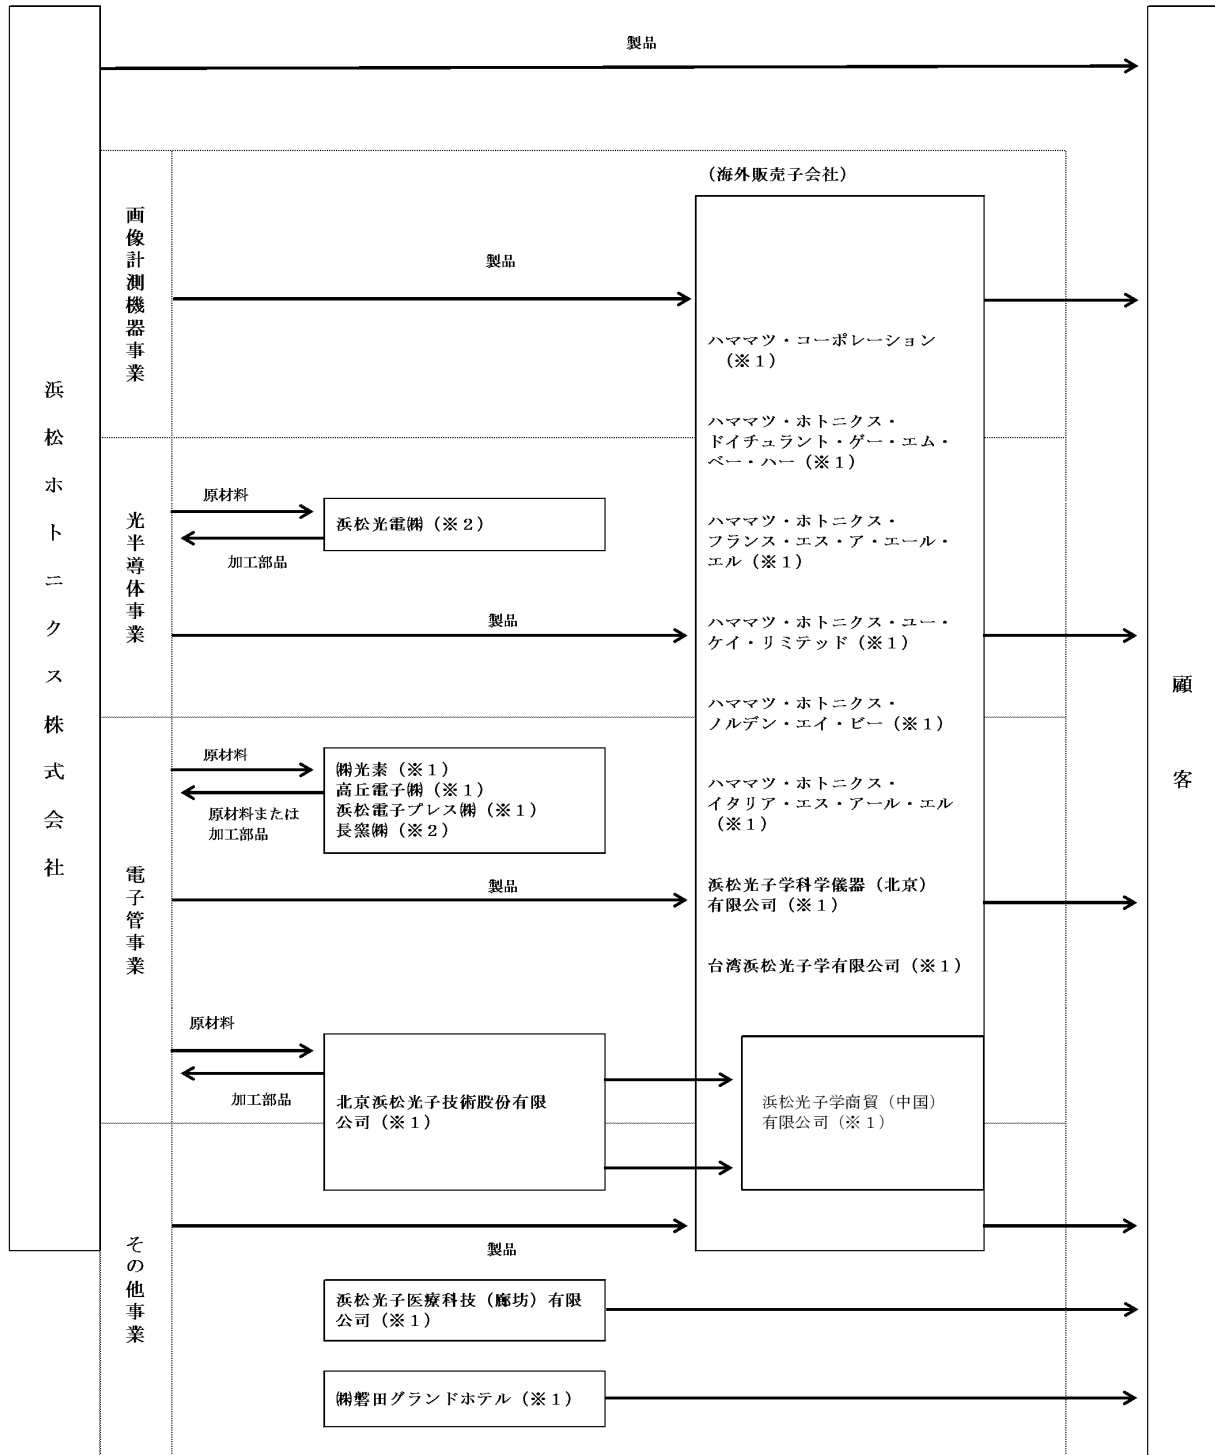 製品
浜松ホトニクス株式会社
顧客
画像計測機器事業
製品
(海外販売子会社)
ハママツ・コーポレーション
(※1)
ハママツ・ホトニクス・
ドイチュラント・ゲー・エム・
ベー・ハー(※1)
ハママツ・ホトニクス・
フランス・エス・ア・エール・
エル(※1)
ハママツ・ホトニクス・ユー・
ケイ・リミテッド(※1)
ハママツ・ホトニクス・
ノルデン・エイ・ビー(※1)
ハママツ・ホトニクス・
イタリア・エス・アール・エル
(※1)
浜松光子学科学儀器(北京)
有限公司(※1)
台湾浜松光子学有限公司(※1)
浜松光子学商貿(中国)
有限公司(※1)
光半導体事業
原材料
浜松光電㈱(※2)
加工部品
製品
電子管事業
原材料
㈱光素(※1)
高丘電子㈱(※1)
浜松電子プレス㈱(※1)
長窯㈱(※2)
原材料または
加工部品
製品
原材料
加工部品
北京浜松光子技術股份有限
公司(※1)
その他事業
製品
浜松光子医療科技(廊坊)有限
公司(※1)
㈱磐田グランドホテル(※1)